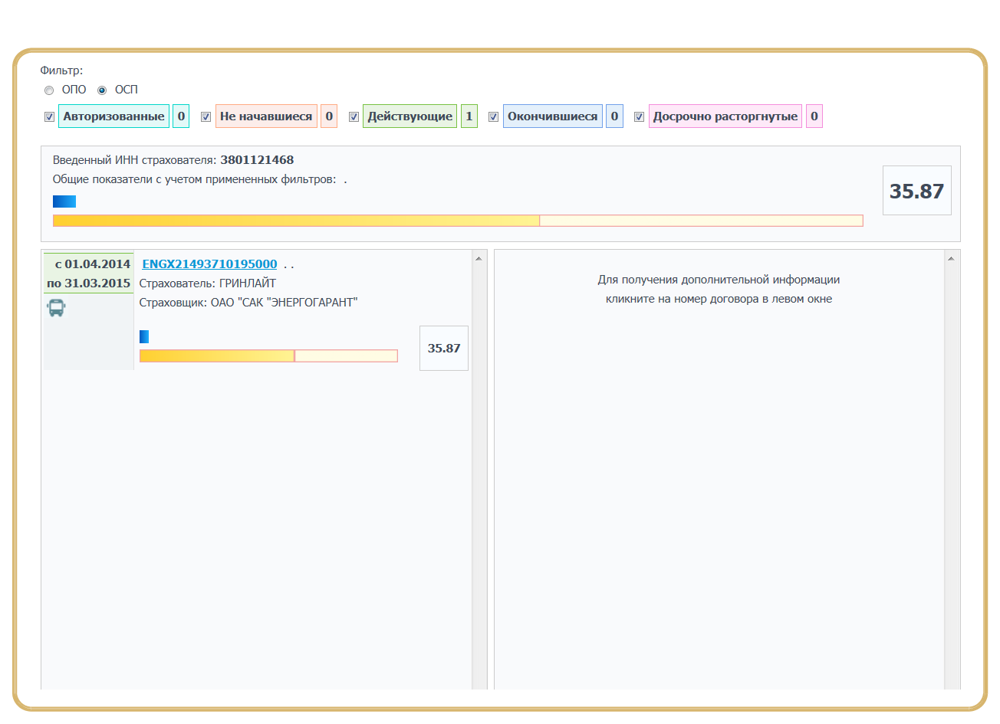 Фильтр:
ОПО ОСП
Авторизованные 0 Не начавшиеся 0 Действующие 1 Окончившиеся 0 Досрочно расторгнутые 0
Введенный ИНН страхователя: 3801121468
Общие показатели с учетом примененных фильтров: .
35.87
с 01.04.2014
по 31.03.2015
ENGX21493710195000 . .
Страхователь: ГРИНЛАЙТ
Страховщик: ОАО "САК "ЭНЕРГОГАРАНТ"
35.87
Для получения дополнительной информации
кликните на номер договора в левом окне